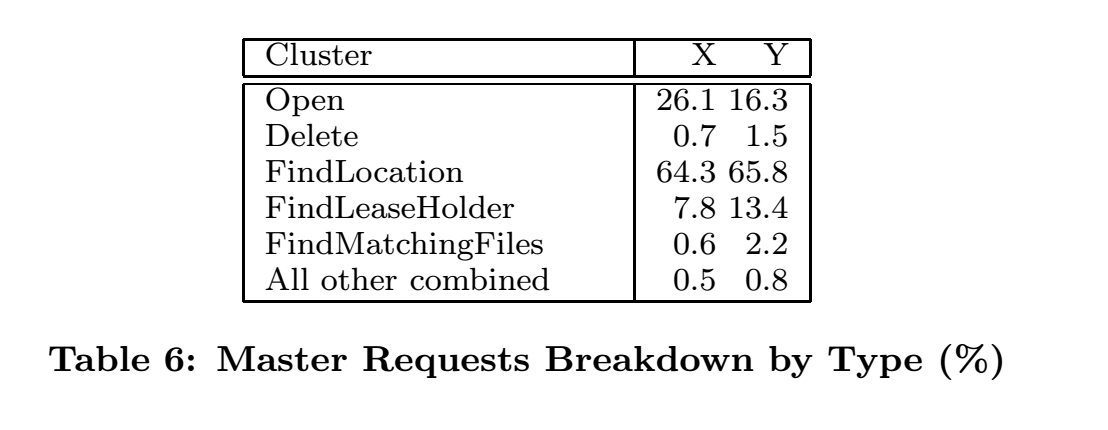 Cluster X Y
Open 26.1 16.3
Delete 0.7 1.5
FindLocation 64.3 65.8
FindLeaseHolder 7.8 13.4
FindMatchingFiles 0.6 2.2
All other combined 0.5 0.8
Table 6: Master Requests Breakdown by Type (%)